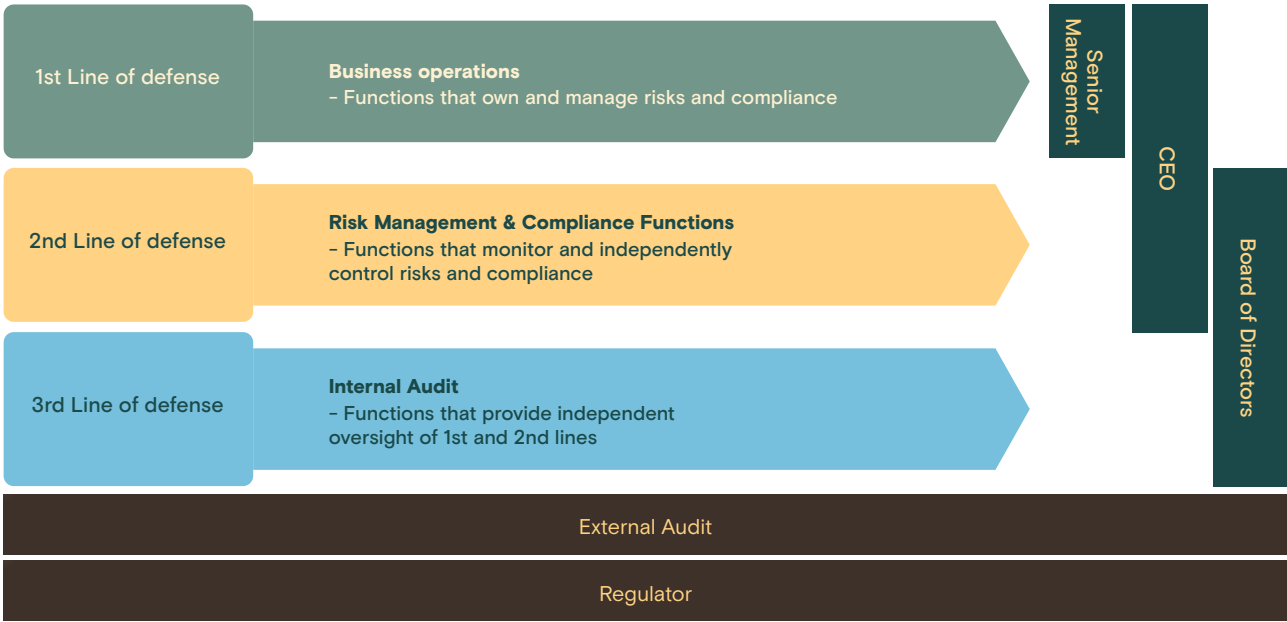 1st Line of defense
Business operations
- Functions that own and manage risks and compliance
2nd Line of defense
Risk Management & Compliance Functions
- Functions that monitor and independently
control risks and compliance
3rd Line of defense
Internal Audit
- Functions that provide independent
oversight of 1st and 2nd lines
Senior
Management
CEO
Board of Directors
External Audit
Regulator